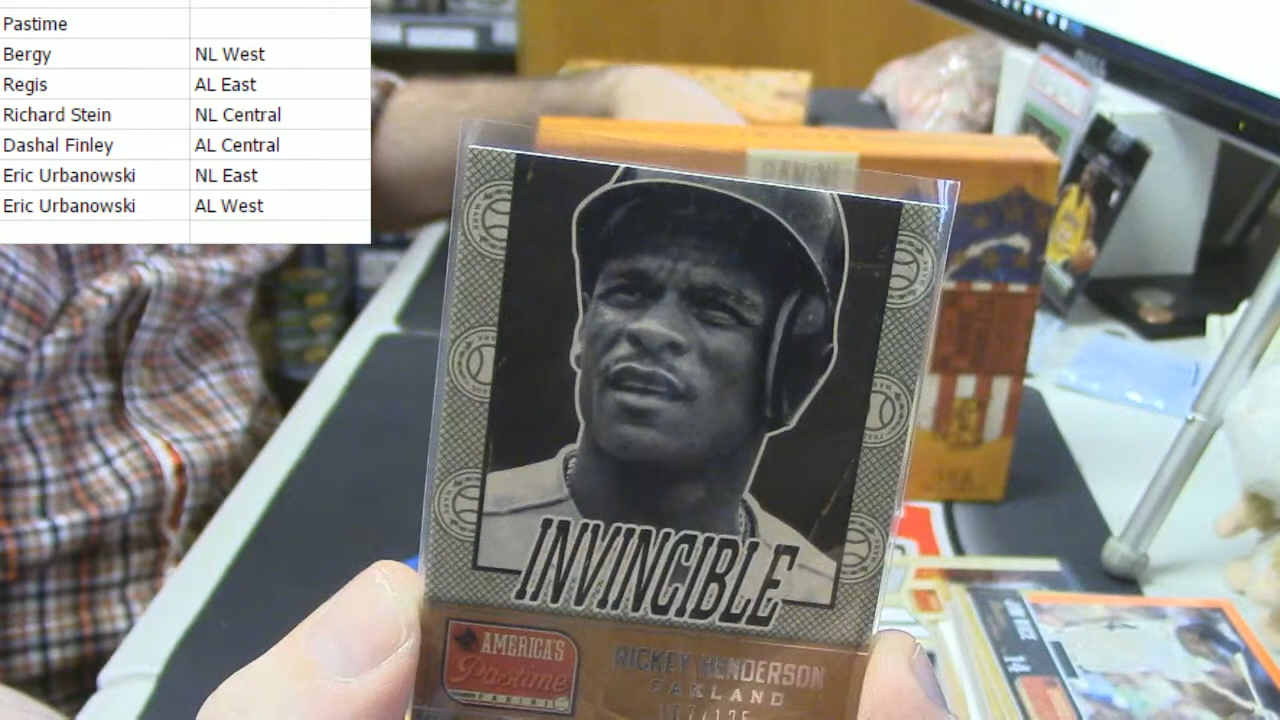 Pastime
Bergy NL West
Regis AL East
Richard Stein NL Central
Dashal Finley AL Central
Eric Urbanowski NL East
Eric Urbanowski AL West
PANINI
INVINCIBLE
AMERICA'S
Pastime
PANINI
RICKEY HENDERSON
OAKLAND